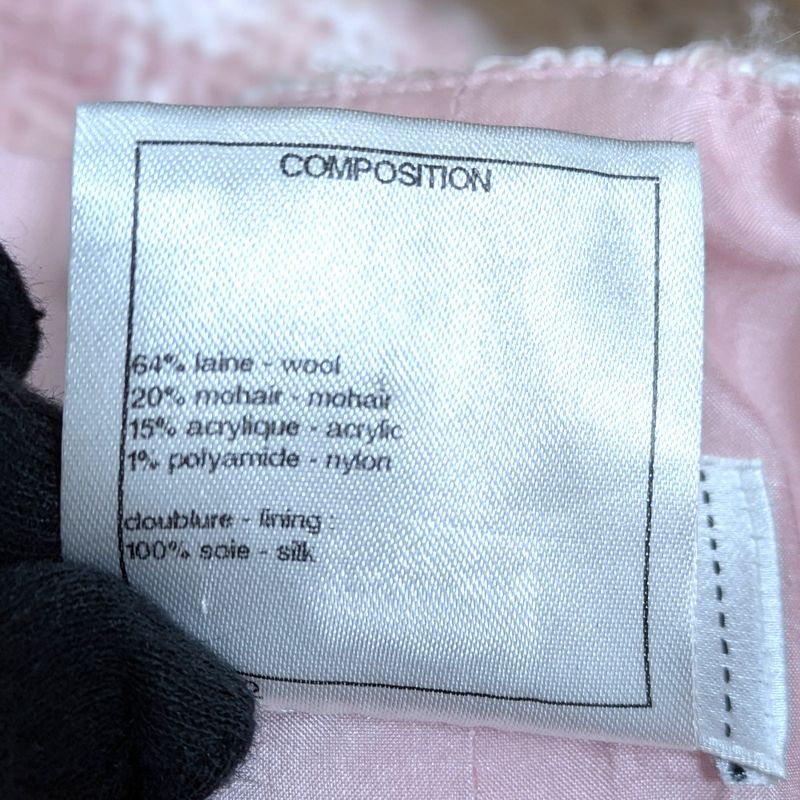 COMPOSITION
64% laine - wool
20% mohair - mohair
15% acrylique - acrylic
1% polyamide - nylon
doublure - lining :
100% soie - silk